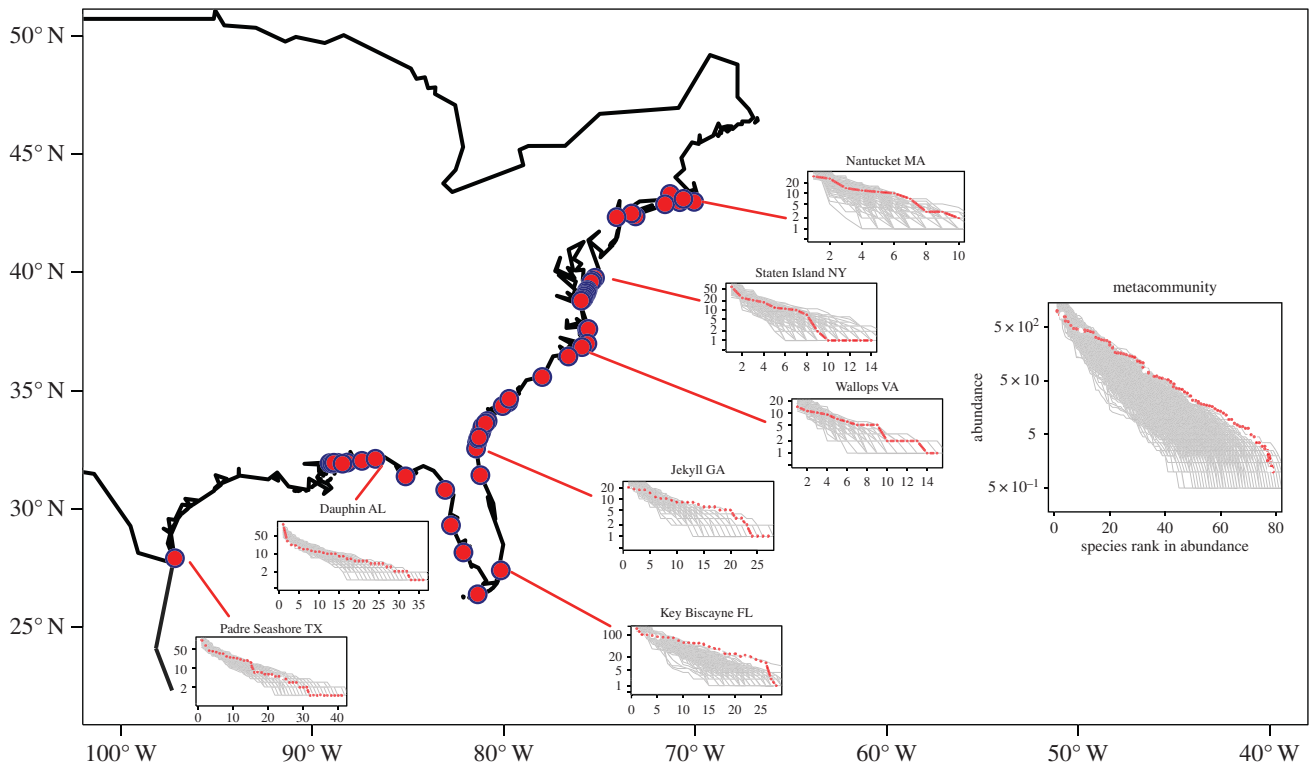 50° N
45° N
40° N
35° N
30° N
25° N
100° W
90° W
80° W
70° W
60° W
50° W
40° W
Nantucket MA
20
10
5
2
1
2 4 6 8 10
Staten Island NY
50
20
10
5
2
1
2 4 6 8 10 12 14
Wallops VA
20
10
5
2
1
2 4 6 8 10 12 14
Jekyll GA
20
10
5
2
1
0 5 10 15 20 25
Key Biscayne FL
100
20
5
1
0 5 10 15 20 25
Dauphin AL
50
10
2
0 5 10 15 20 25 30 35
Padre Seashore TX
50
10
2
0 10 20 30 40
metacommunity
abundance
5 × 10²
5 × 10
5
5 × 10⁻¹
0 20 40 60 80
species rank in abundance